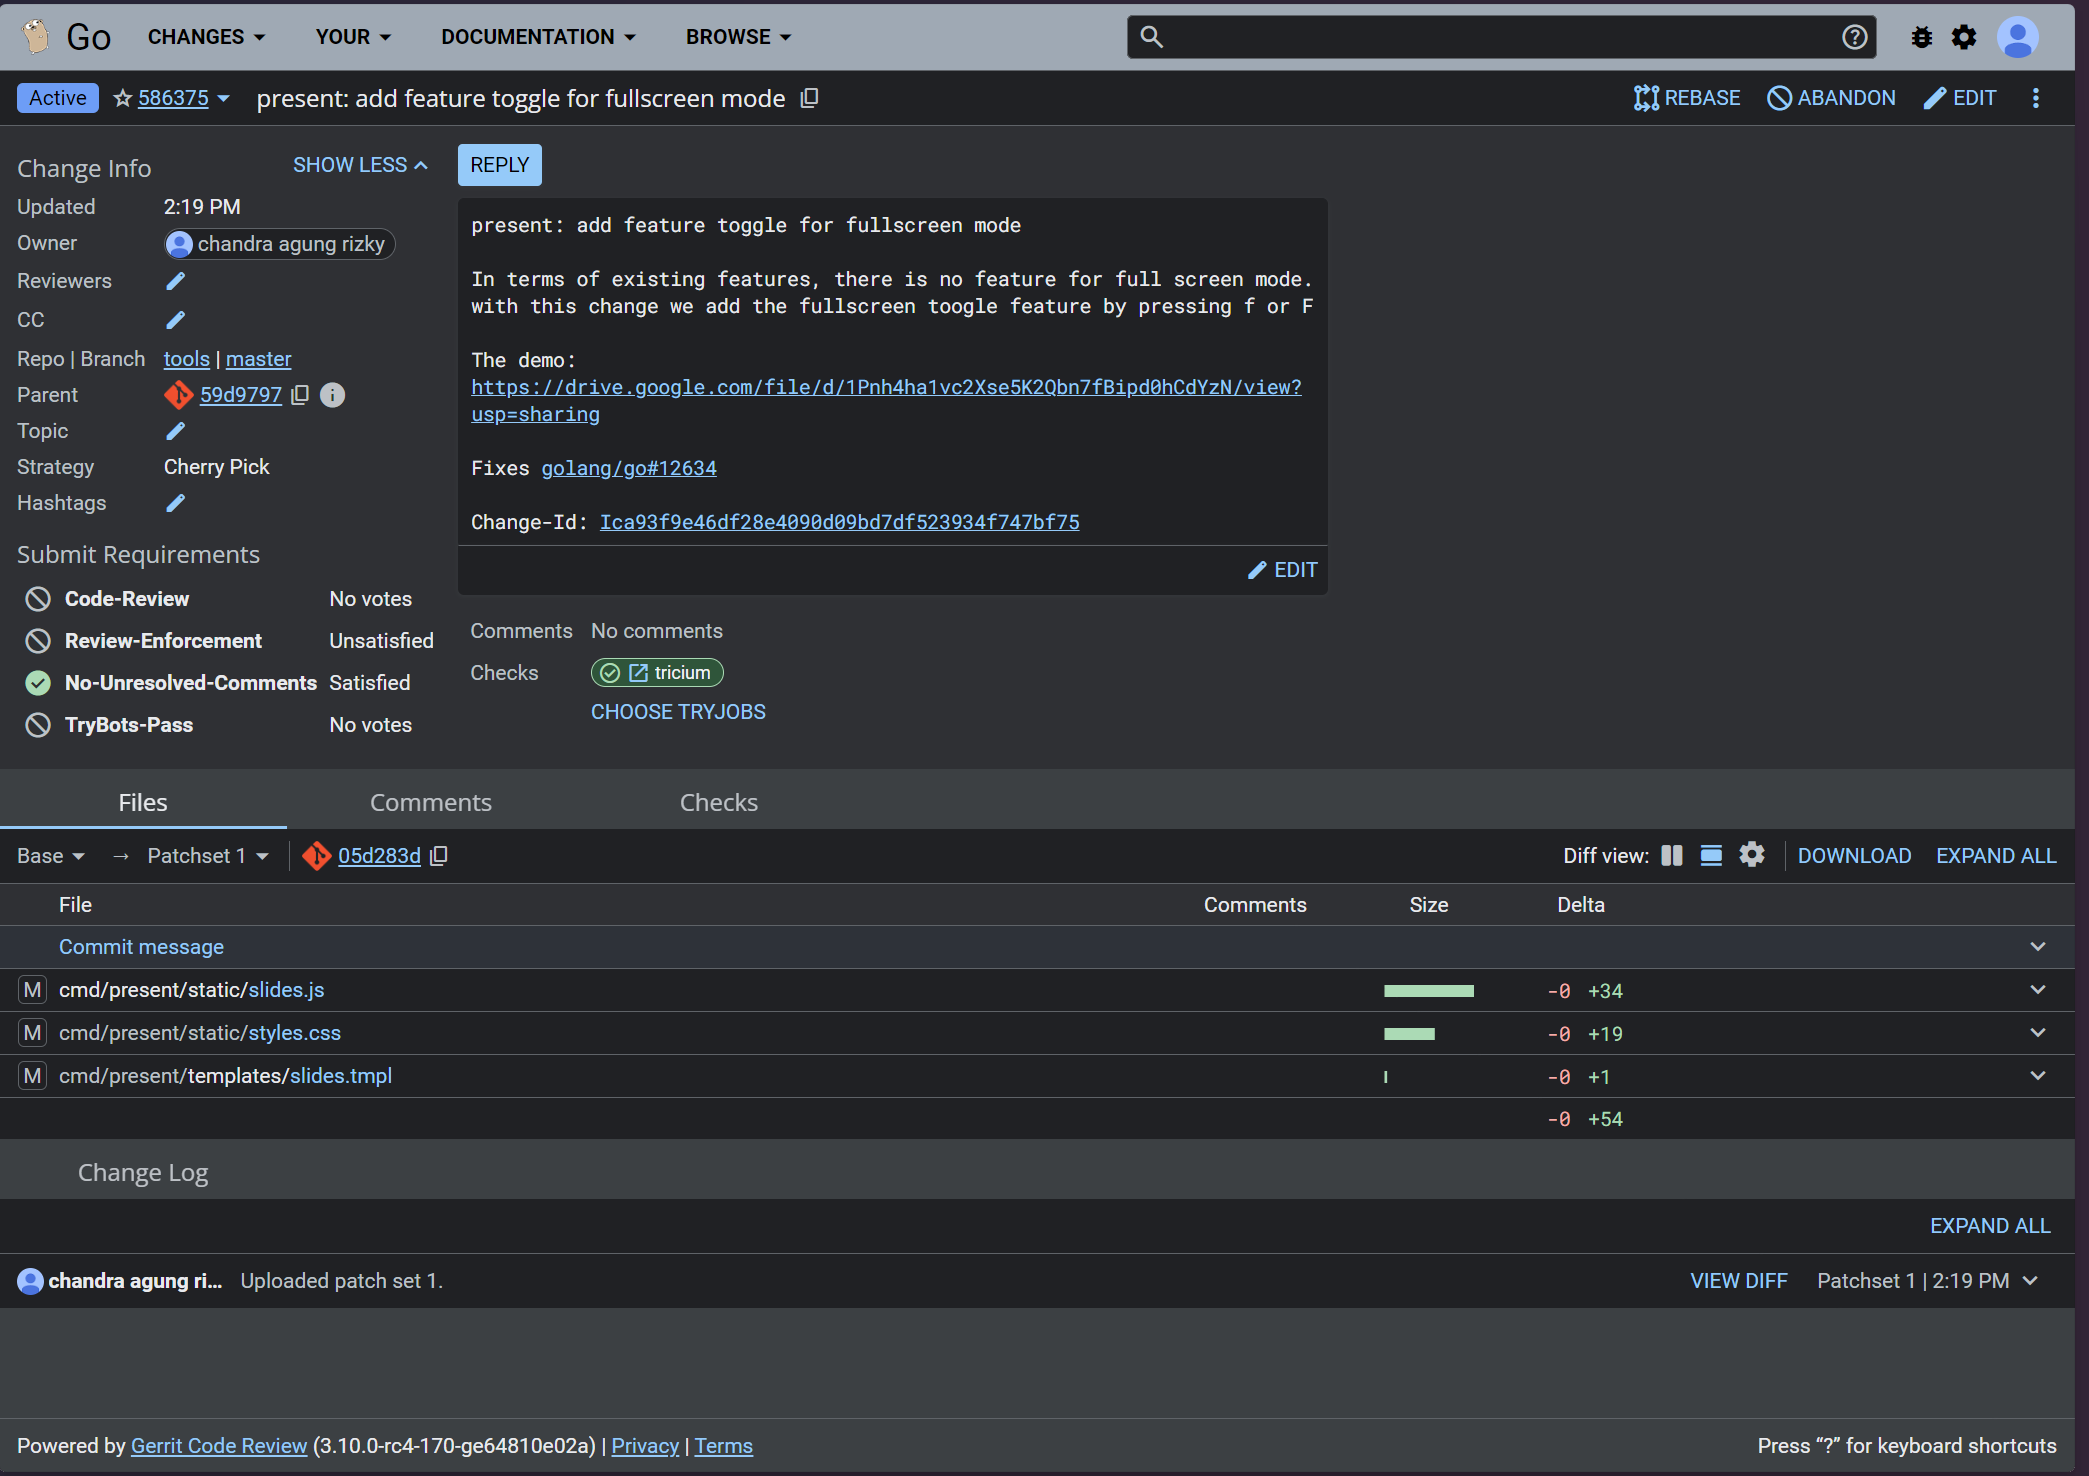 Go CHANGES YOUR DOCUMENTATION BROWSE
Active 586375 present: add feature toggle for fullscreen mode REBASE ABANDON EDIT
Change Info SHOW LESS REPLY
Updated 2:19 PM
Owner chandra agung rizky
Reviewers
CC
Repo | Branch tools | master
Parent 59d9797
Topic
Strategy Cherry Pick
Hashtags
Submit Requirements
Code-Review No votes
Review-Enforcement Unsatisfied
No-Unresolved-Comments Satisfied
TryBots-Pass No votes
present: add feature toggle for fullscreen mode
In terms of existing features, there is no feature for full screen mode.
with this change we add the fullscreen toogle feature by pressing f or F
The demo:
https://drive.google.com/file/d/1Pnh4ha1vc2Xse5K2Qbn7fBipd0hCdYzN/view?
usp=sharing
Fixes golang/go#12634
Change-Id: Ica93f9e46df28e4090d09bd7df523934f747bf75
EDIT
Comments No comments
Checks tricium
CHOOSE TRYJOBS
Files Comments Checks
Base → Patchset 1 05d283d Diff view: DOWNLOAD EXPAND ALL
File Comments Size Delta
Commit message
M cmd/present/static/slides.js -0 +34
M cmd/present/static/styles.css -0 +19
M cmd/present/templates/slides.tmpl -0 +1
-0 +54
Change Log
EXPAND ALL
chandra agung ri... Uploaded patch set 1. VIEW DIFF Patchset 1 | 2:19 PM
Powered by Gerrit Code Review (3.10.0-rc4-170-ge64810e02a) | Privacy | Terms Press “?” for keyboard shortcuts